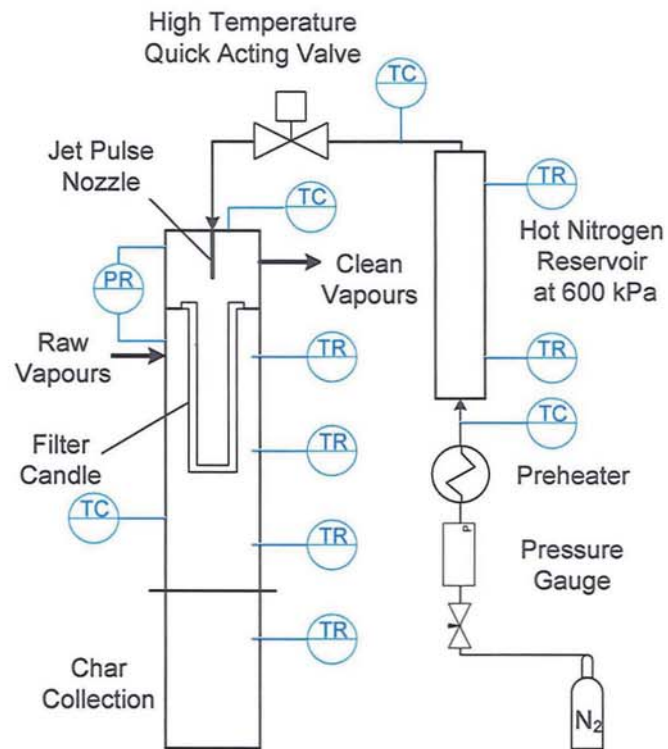 High Temperature
Quick Acting Valve
TC
Jet Pulse
Nozzle
TC
TR
Hot Nitrogen
Reservoir
at 600 kPa
PR
Clean
Vapours
Raw
Vapours
TR
TR
Filter
Candle
TR
TC
Preheater
TC
TR
P
Pressure
Gauge
TR
Char
Collection
N2